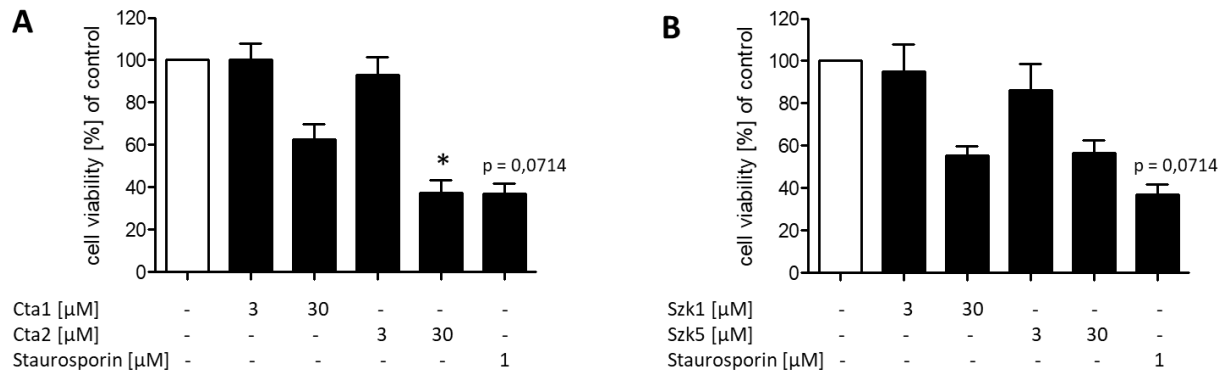 A
cell viability [%] of control
120
100
80
60
40
20
0
*
p = 0,0714
Cta1 [µM] - 3 30 - - -
Cta2 [µM] - - - 3 30 -
Staurosporin [µM] - - - - - 1
B
cell viability [%] of control
120
100
80
60
40
20
0
p = 0,0714
Szk1 [µM] - 3 30 - - -
Szk5 [µM] - - - 3 30 -
Staurosporin [µM] - - - - - 1